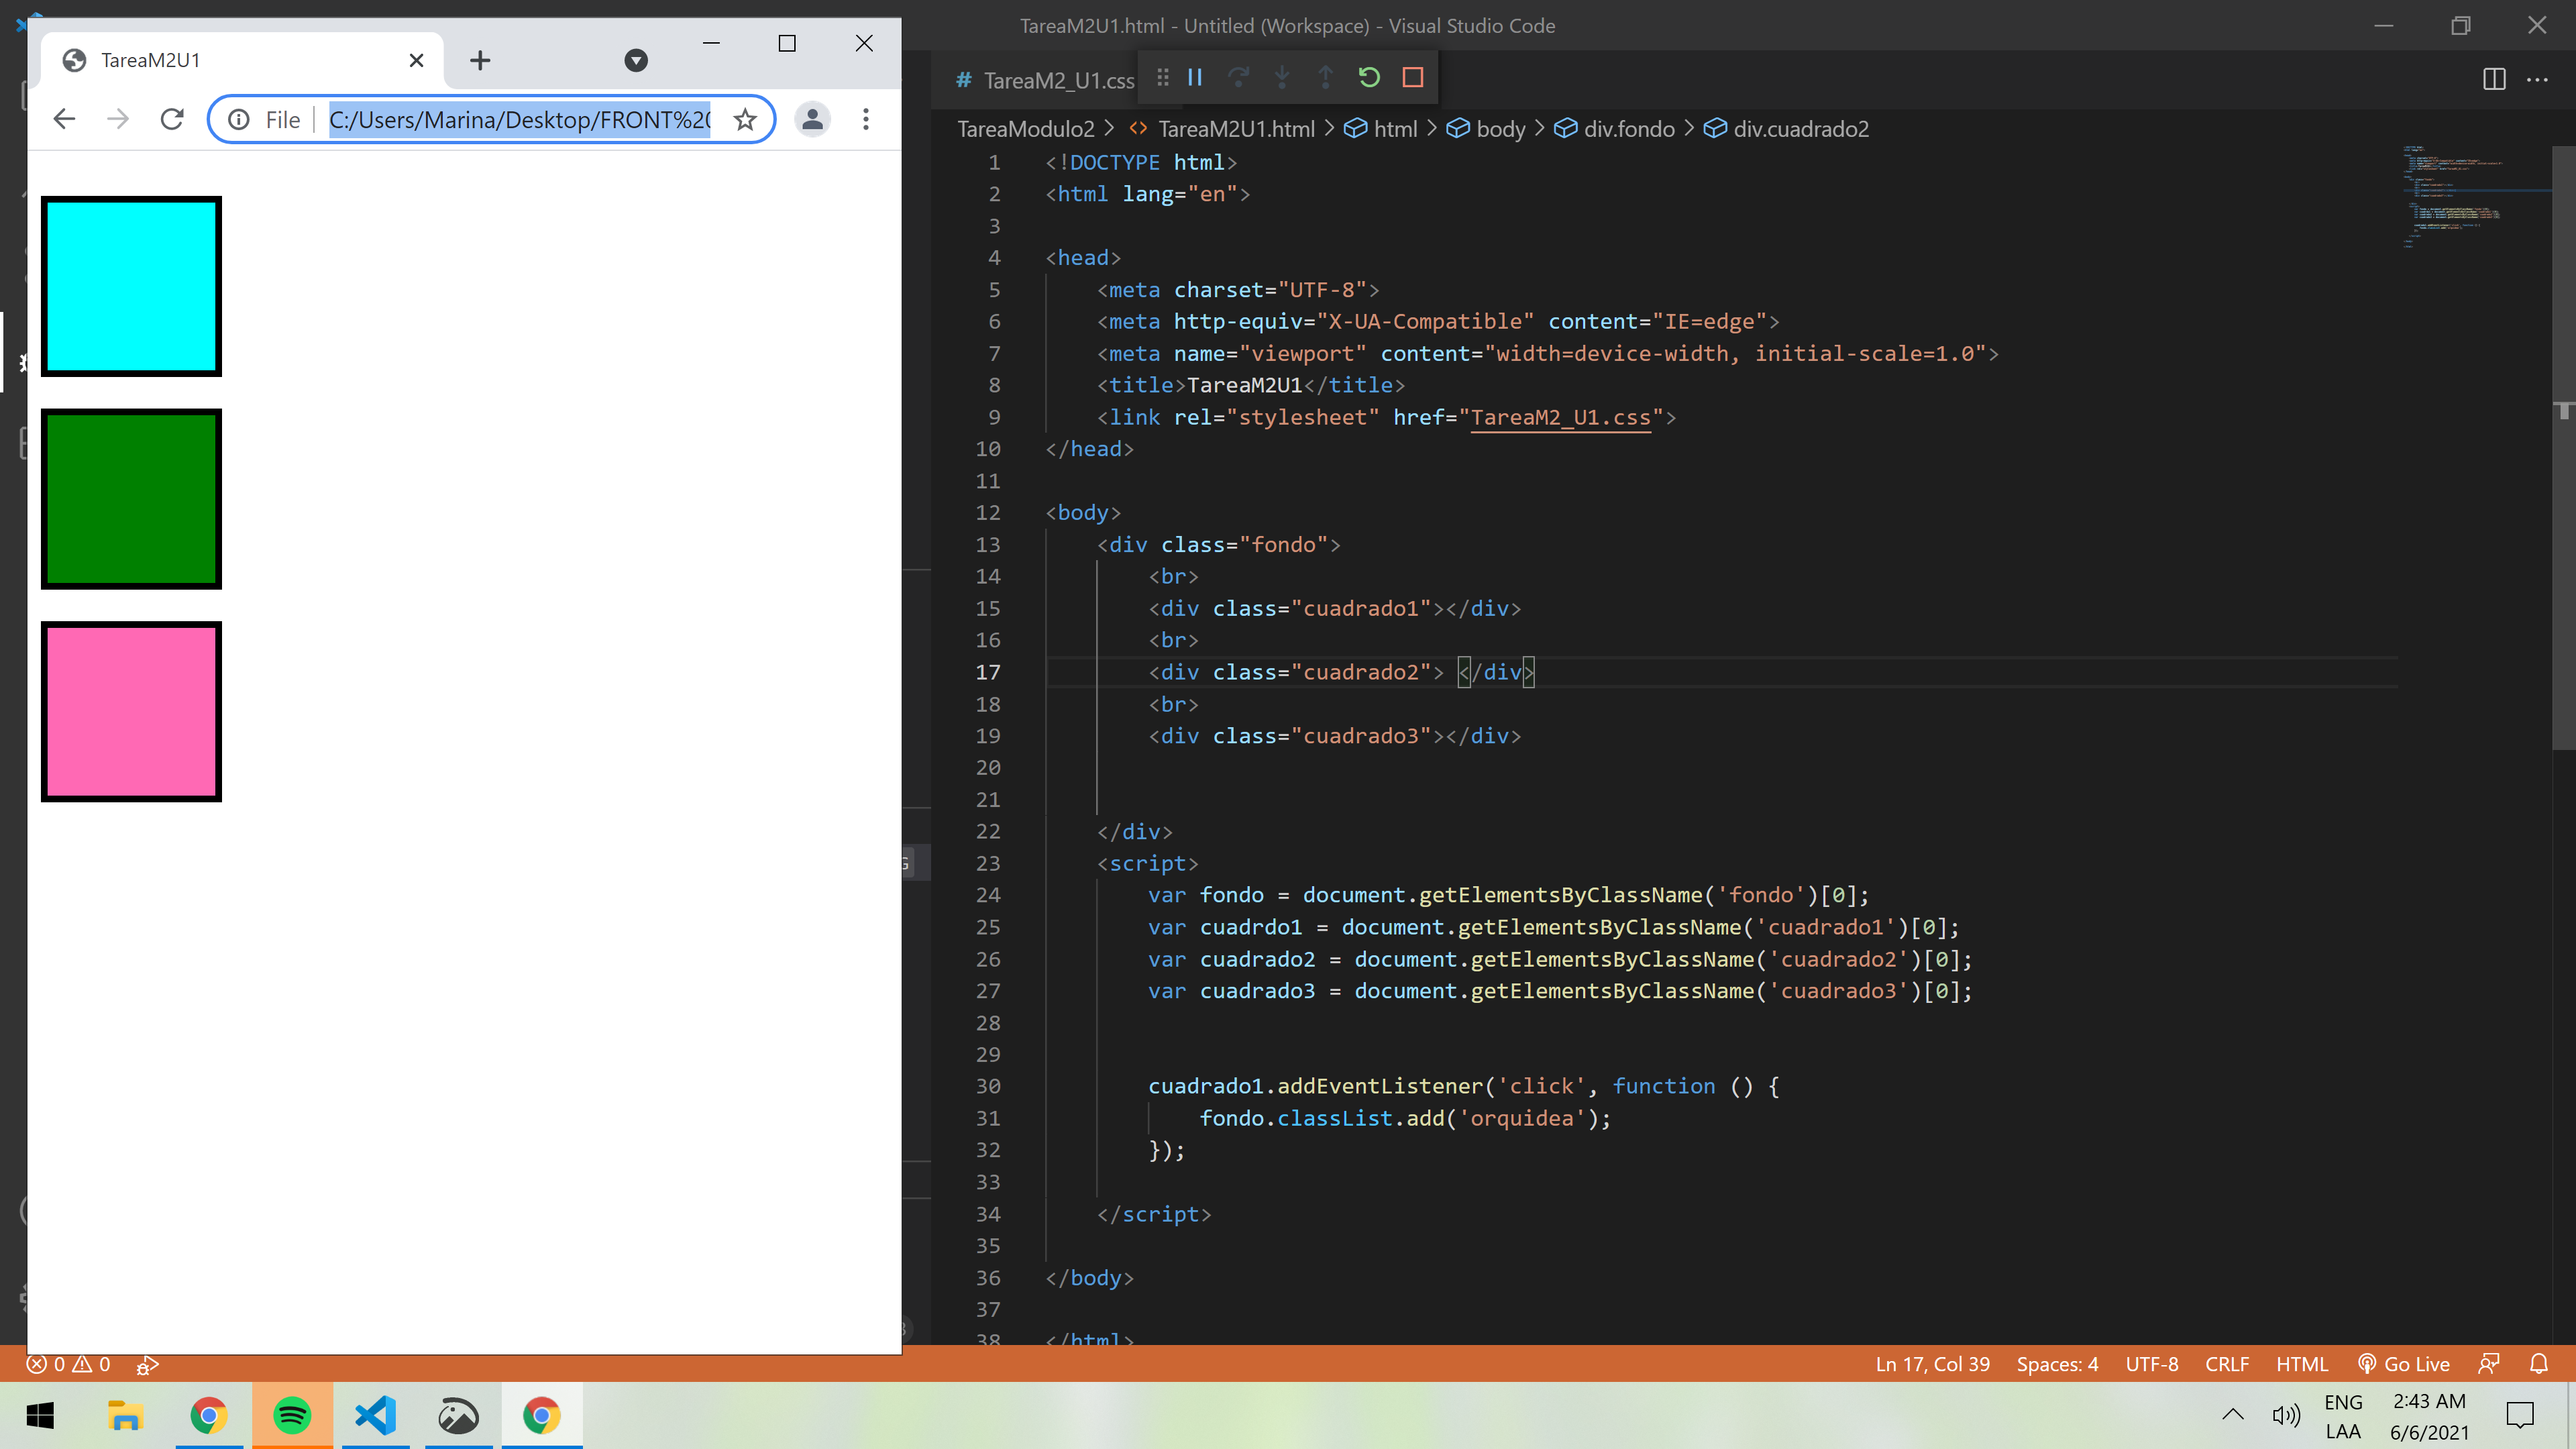 TareaM2U1.html - Untitled (Workspace) - Visual Studio Code
TareaM2U1
File
C:/Users/Marina/Desktop/FRONT%20
# TareaM2_U1.css
TareaModulo2 > TareaM2U1.html > html > body > div.fondo > div.cuadrado2
1 <!DOCTYPE html>
2 <html lang="en">
3
4 <head>
5 <meta charset="UTF-8">
6 <meta http-equiv="X-UA-Compatible" content="IE=edge">
7 <meta name="viewport" content="width=device-width, initial-scale=1.0">
8 <title>TareaM2U1</title>
9 <link rel="stylesheet" href="TareaM2_U1.css">
10 </head>
11
12 <body>
13 <div class="fondo">
14 <br>
15 <div class="cuadrado1"></div>
16 <br>
17 <div class="cuadrado2"> </div>
18 <br>
19 <div class="cuadrado3"></div>
20
21
22 </div>
23 <script>
24 var fondo = document.getElementsByClassName('fondo')[0];
25 var cuadrdo1 = document.getElementsByClassName('cuadrado1')[0];
26 var cuadrado2 = document.getElementsByClassName('cuadrado2')[0];
27 var cuadrado3 = document.getElementsByClassName('cuadrado3')[0];
28
29
30 cuadrado1.addEventListener('click', function () {
31 fondo.classList.add('orquidea');
32 });
33
34 </script>
35
36 </body>
37
38 </html>
0 0
Ln 17, Col 39 Spaces: 4 UTF-8 CRLF HTML Go Live
ENG
LAA
2:43 AM
6/6/2021